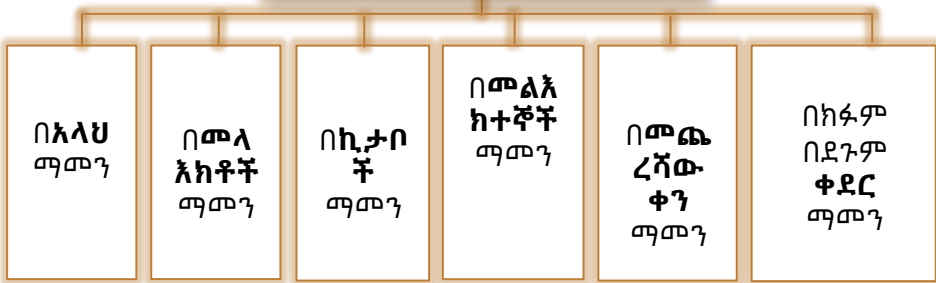 በአላህ
ማመን
በመላ
እክቶች
ማመን
በኪታቦ
ች
ማመን
በመልእ
ክተኞች
ማመን
በመጨ
ረሻው
ቀን
ማመን
በክፉም
በደጉም
ቀደር
ማመን